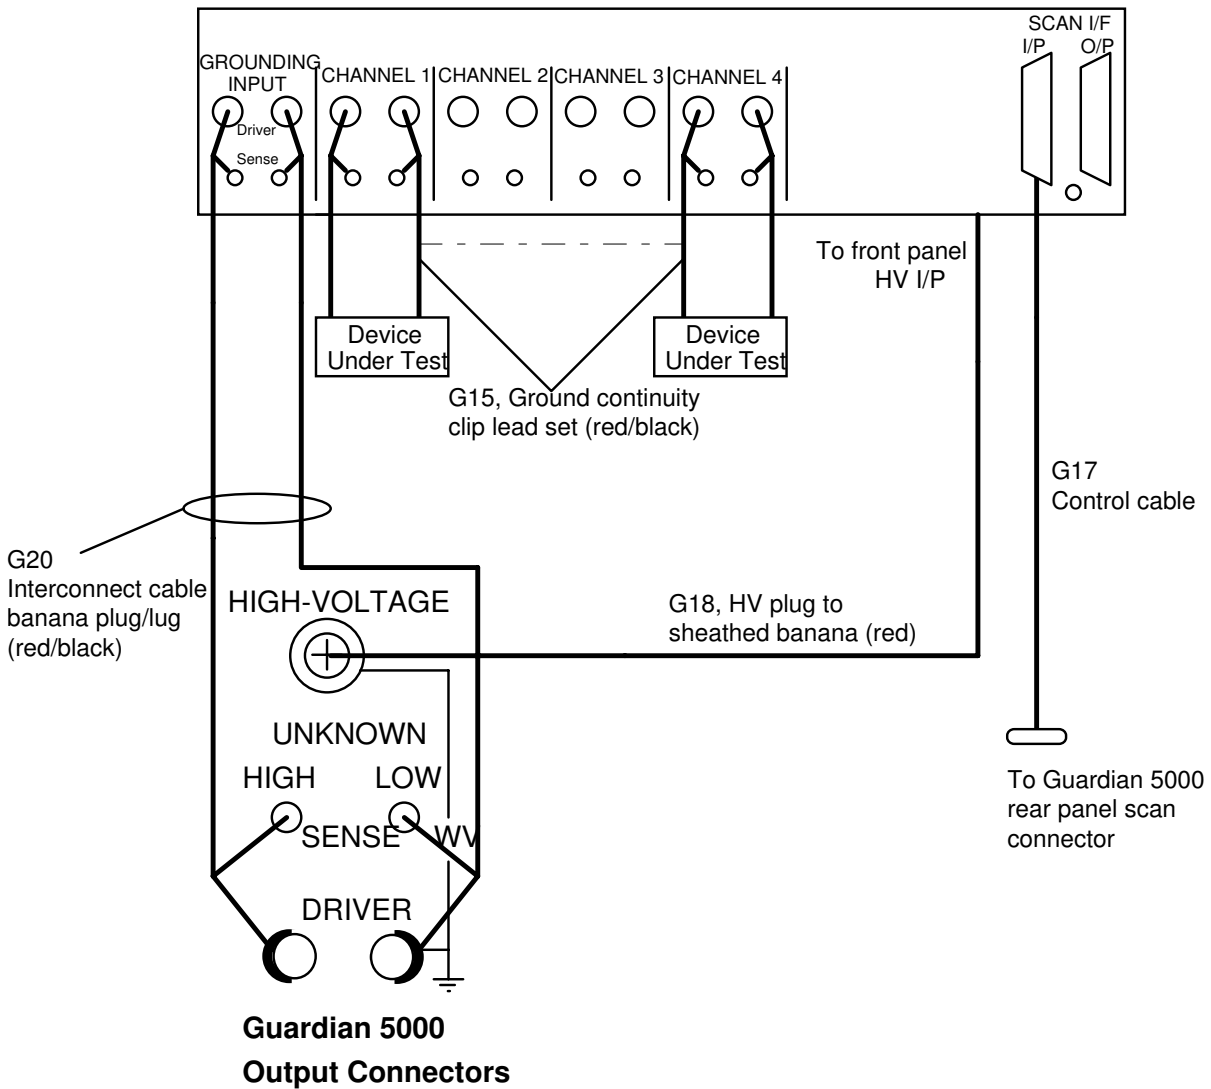 SCAN I/F
I/P O/P
GROUNDING
INPUT
CHANNEL 1
CHANNEL 2
CHANNEL 3
CHANNEL 4
Driver
Sense
To front panel
HV I/P
Device
Under Test
Device
Under Test
G15, Ground continuity
clip lead set (red/black)
G17
Control cable
G20
Interconnect cable
banana plug/lug
(red/black)
HIGH-VOLTAGE
G18, HV plug to
sheathed banana (red)
UNKNOWN
HIGH LOW
SENSE WV
DRIVER
To Guardian 5000
rear panel scan
connector
Guardian 5000
Output Connectors